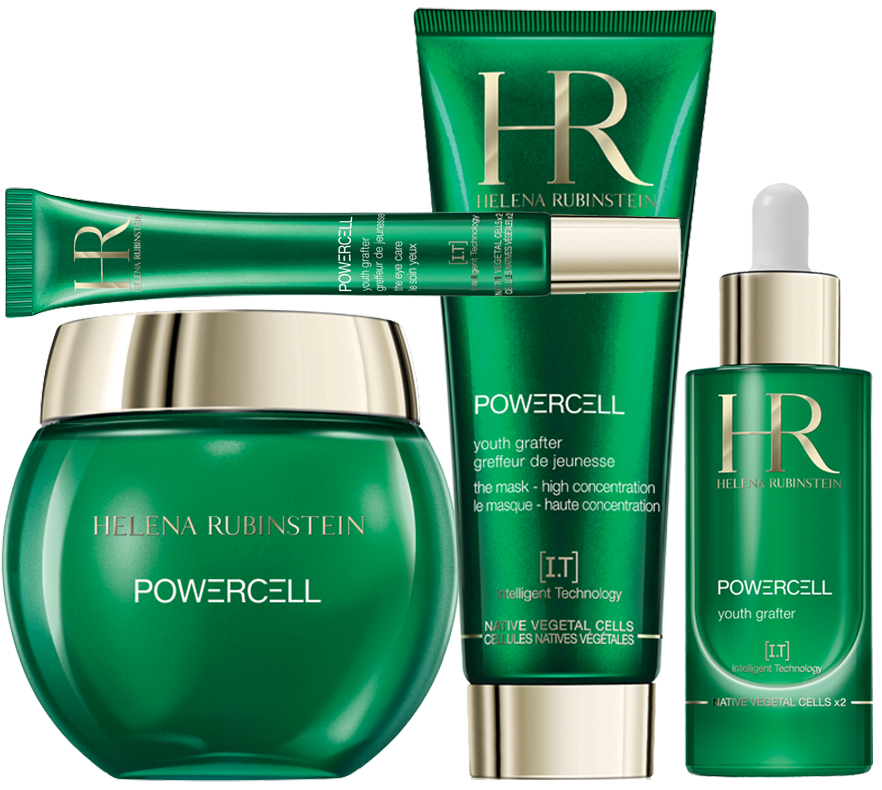 HR
HELENA RUBINSTEIN
HR
HELENA RUBINSTEIN
POWERCELL
youth grafter
greffeur de jeunesse
the eye care
le soin yeux
[I.T]
Intelligent Technology
NATIVE VEGETAL CELLS x2
CELLULES NATIVES VÉGÉTALES x2
HELENA RUBINSTEIN
POWERCELL
POWERCELL
youth grafter
greffeur de jeunesse
the mask - high concentration
le masque - haute concentration
[I.T]
Intelligent Technology
NATIVE VEGETAL CELLS
CELLULES NATIVES VÉGÉTALES
HR
HELENA RUBINSTEIN
POWERCELL
youth grafter
[I.T]
Intelligent Technology
NATIVE VEGETAL CELLS x2